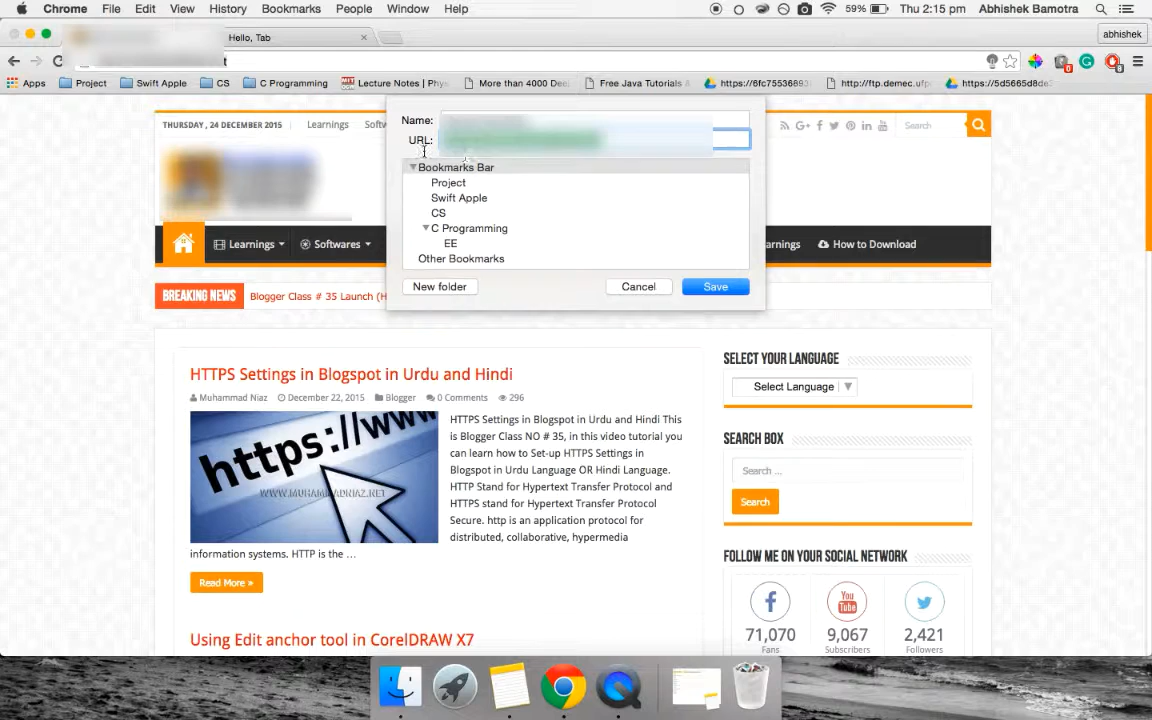 Chrome File Edit View History Bookmarks People Window Help 59% Thu 2:15 pm Abhishek Bamotra
Hello, Tab abhishek
Apps Project Swift Apple CS C Programming Lecture Notes | Phys More than 4000 Dee Free Java Tutorials & https://6fc7553693 http://ftp.demec.ufpr https://5d5665d8de
THURSDAY , 24 DECEMBER 2015 Learnings Softw Search
Name:
URL:
Bookmarks Bar
Project
Swift Apple
CS
C Programming
EE
Other Bookmarks
New folder Cancel Save
Learnings Softwares arnings How to Download
BREAKING NEWS Blogger Class # 35 Launch (H
HTTPS Settings in Blogspot in Urdu and Hindi
Muhammad Niaz December 22, 2015 Blogger 0 Comments 296
https://www
WWW.MUHAMMADNIAZ.NET
HTTPS Settings in Blogspot in Urdu and Hindi This
is Blogger Class NO # 35, in this video tutorial you
can learn how to Set-up HTTPS Settings in
Blogspot in Urdu Language OR Hindi Language.
HTTP Stand for Hypertext Transfer Protocol and
HTTPS stand for Hypertext Transfer Protocol
Secure. http is an application protocol for
distributed, collaborative, hypermedia
information systems. HTTP is the …
Read More »
Using Edit anchor tool in CorelDRAW X7
SELECT YOUR LANGUAGE
Select Language ▼
SEARCH BOX
Search ...
Search
FOLLOW ME ON YOUR SOCIAL NETWORK
You Tube
71,070 9,067 2,421
Fans Subscribers Followers